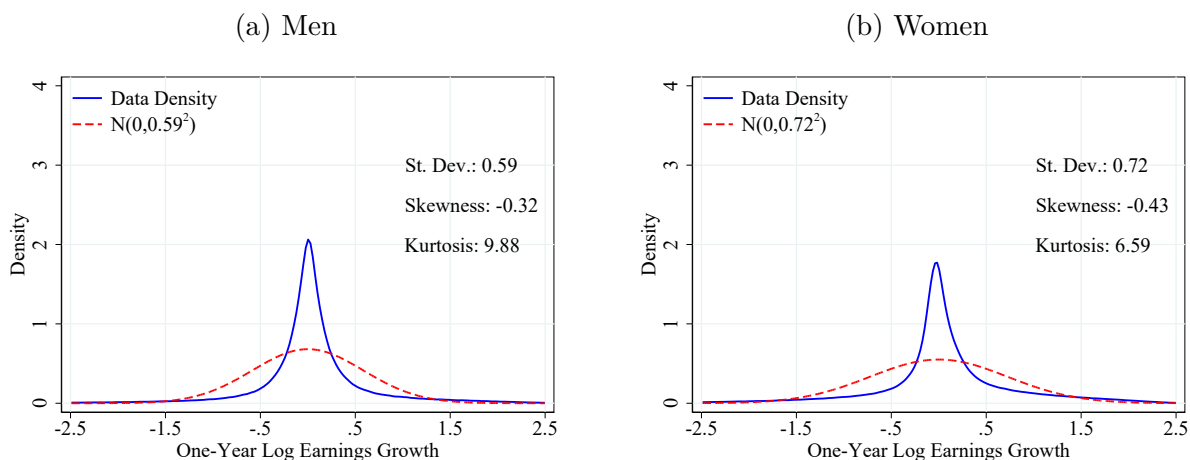 (a) Men
4
3
2
1
0
Density
Data Density
N(0,0.59²)
St. Dev.: 0.59
Skewness: -0.32
Kurtosis: 9.88
-2.5 -1.5 -.5 .5 1.5 2.5
One-Year Log Earnings Growth
(b) Women
4
3
2
1
0
Density
Data Density
N(0,0.72²)
St. Dev.: 0.72
Skewness: -0.43
Kurtosis: 6.59
-2.5 -1.5 -.5 .5 1.5 2.5
One-Year Log Earnings Growth